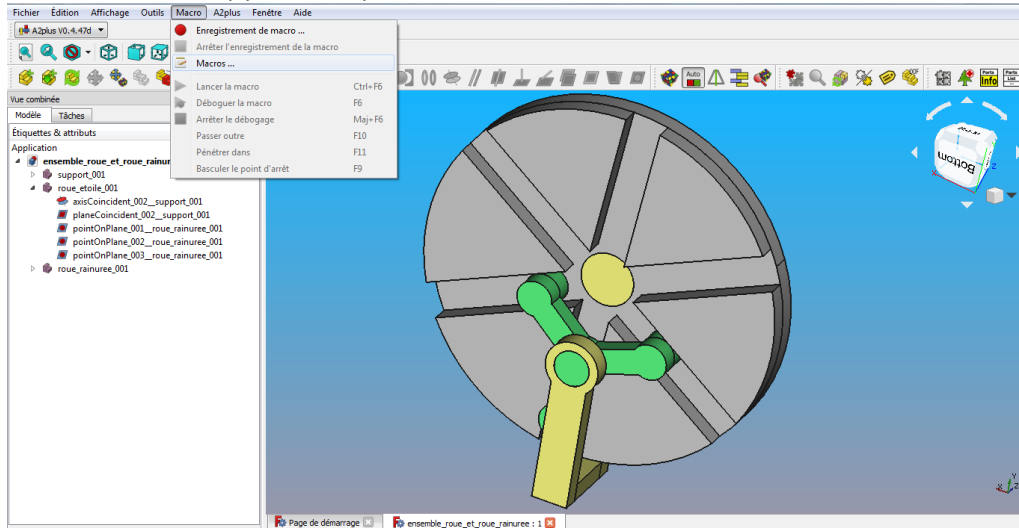 Fichier Édition Affichage Outils Macro A2plus Fenêtre Aide
A2plus V0.4.47d
Enregistrement de macro ...
Arrêter l'enregistrement de la macro
Macros ...
Lancer la macro Ctrl+F6
Déboguer la macro F6
Arrêter le débogage Maj+F6
Passer outre F10
Pénétrer dans F11
Basculer le point d'arrêt F9
Auto
Info
Vue combinée
Modèle Tâches
Étiquettes & attributs
Application
ensemble_roue_et_roue_rainur
support_001
roue_etoile_001
axisCoincident_002__support_001
planeCoincident_002__support_001
pointOnPlane_001__roue_rainuree_001
pointOnPlane_002__roue_rainuree_001
pointOnPlane_003__roue_rainuree_001
roue_rainuree_001
Bottom
Z
Page de démarrage
ensemble_roue_et_roue_rainuree : 1